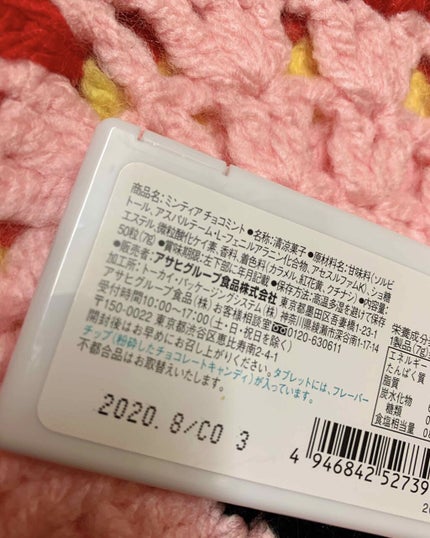 商品名：ミンティア チョコミント ●名称：清涼菓子 ●原材料名：甘味料（ソルビ
トール、アスパルテーム・L-フェニルアラニン化合物、アセスルファムK）、ショ糖
エステル、微粒酸化ケイ素、香料、着色料（カラメル、紅花黄、クチナシ） ●内容量：
50粒（7g） ●賞味期限：左下部に年月記載 ●保存方法：高温多湿を避けて保存
●販売者：アサヒグループ食品株式会社 東京都墨田区吾妻橋1-23-1
加工所：トーカイ・パッケージングシステム（株） 神奈川県綾瀬市深谷南1-17-14
アサヒグループ食品（株）お客様相談室 0120-630611
受付時間10:00〜17:00（土・日・祝日を除く）
〒150-0022 東京都渋谷区恵比寿南2-4-1
開封後はお早めにお召し上がりください。タブレットには、フレーバー
チップ（粉砕したチョコレートキャンディ）が入っています。
不都合品はお取替えいたします。
2020.8/CO 3
栄養成分
1製品（7g）
エネルギー
たんぱく質
脂質
炭水化物
糖類
食塩相当量
4 946842 52739